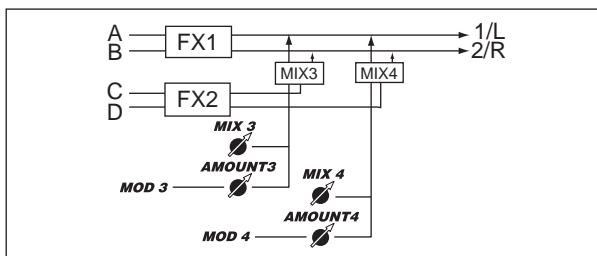 A
B
FX1
1/L
2/R
MIX3
MIX4
C
D
FX2
MIX 3
AMOUNT3
MOD 3
MIX 4
AMOUNT4
MOD 4